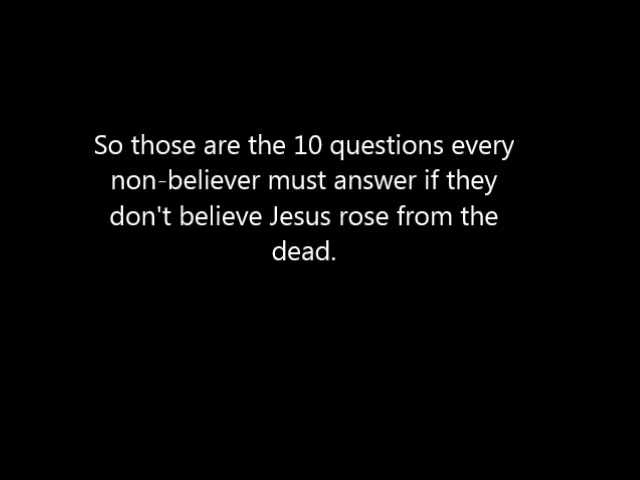 So those are the 10 questions every
non-believer must answer if they
don't believe Jesus rose from the
dead.